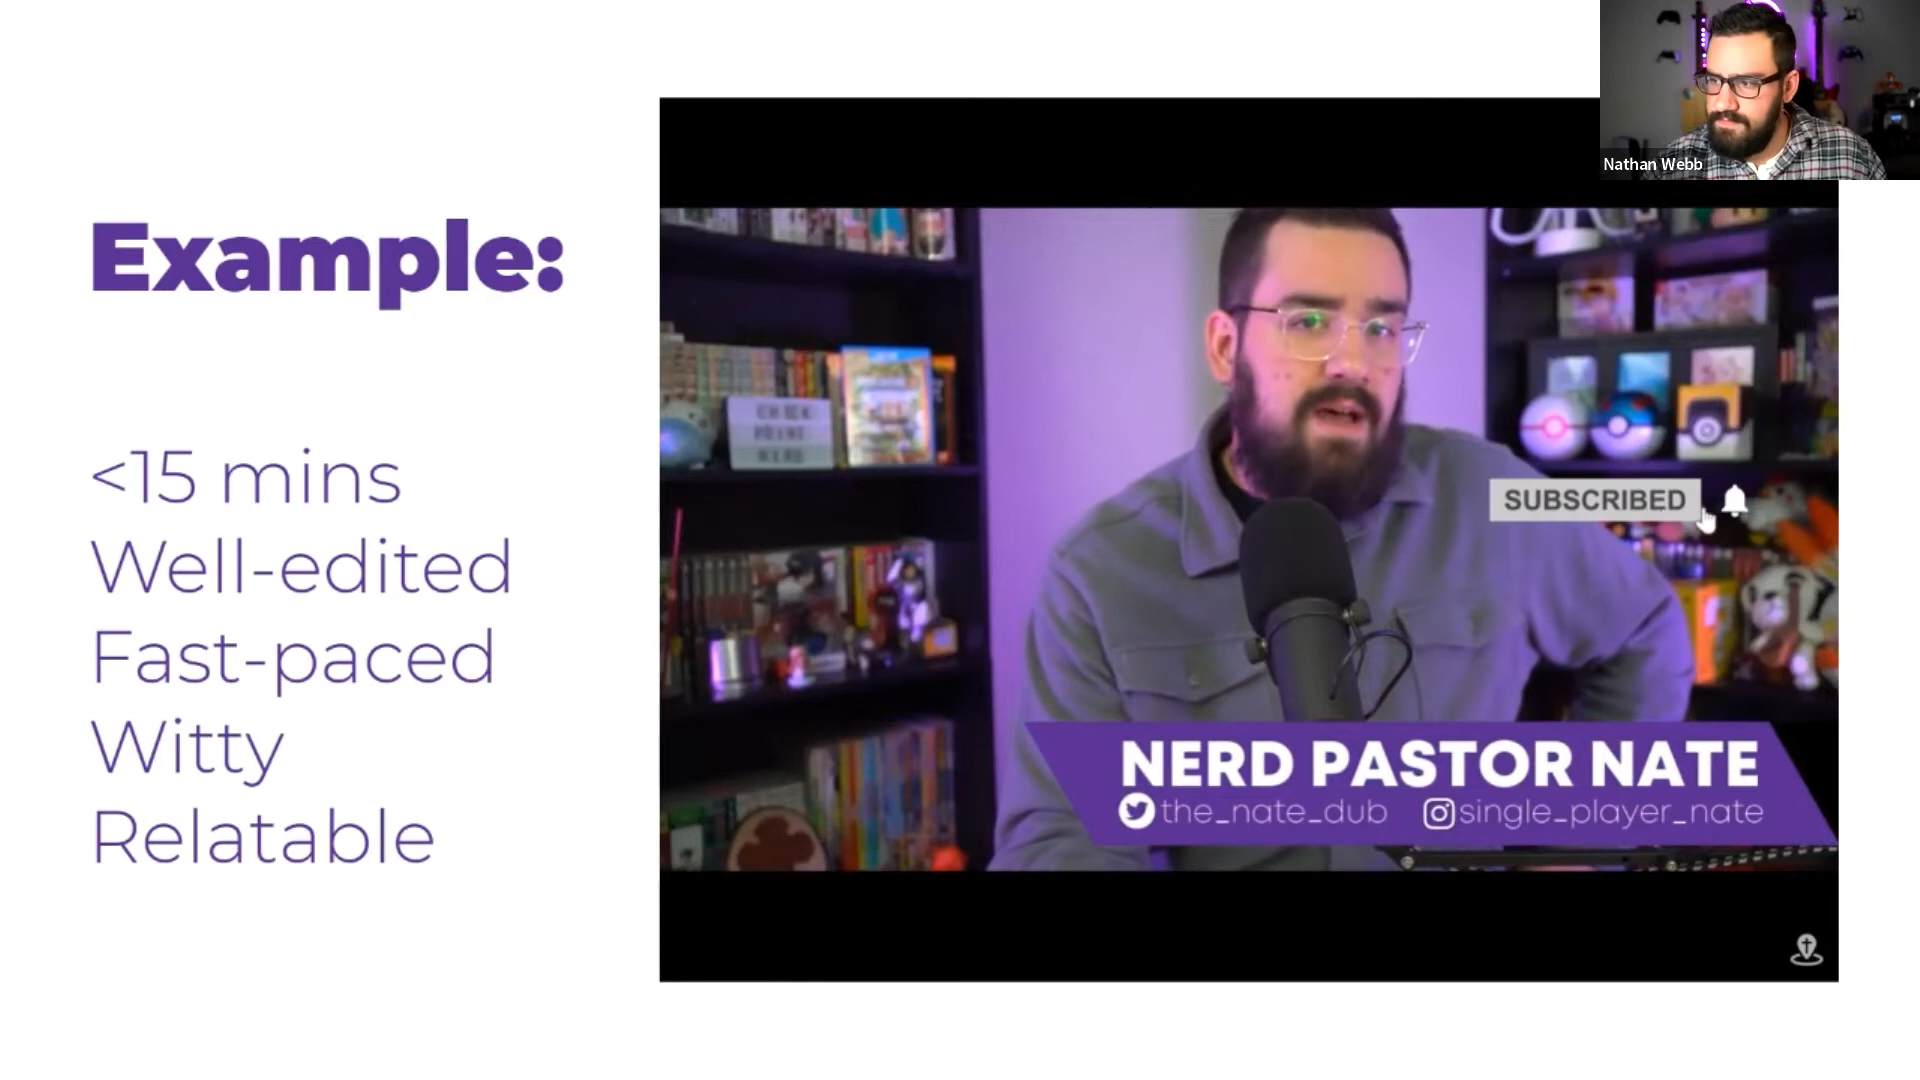 Nathan Webb
Example:
<15 mins
Well-edited
Fast-paced
Witty
Relatable
SUBSCRIBED
NERD PASTOR NATE
the_nate_dub single_player_nate